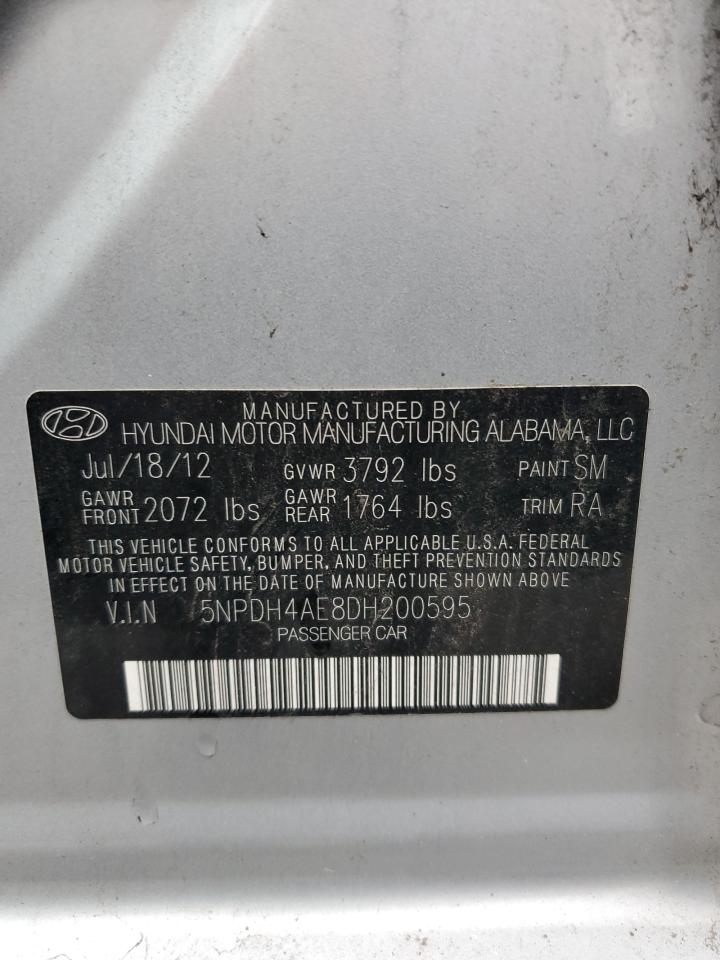 MANUFACTURED BY
HYUNDAI MOTOR MANUFACTURING ALABAMA, LLC
Jul/18/12 GVWR 3792 lbs PAINT SM
GAWR FRONT 2072 lbs GAWR REAR 1764 lbs TRIM RA
THIS VEHICLE CONFORMS TO ALL APPLICABLE U.S.A. FEDERAL
MOTOR VEHICLE SAFETY, BUMPER, AND THEFT PREVENTION STANDARDS
IN EFFECT ON THE DATE OF MANUFACTURE SHOWN ABOVE
V.I.N 5NPDH4AE8DH200595
PASSENGER CAR